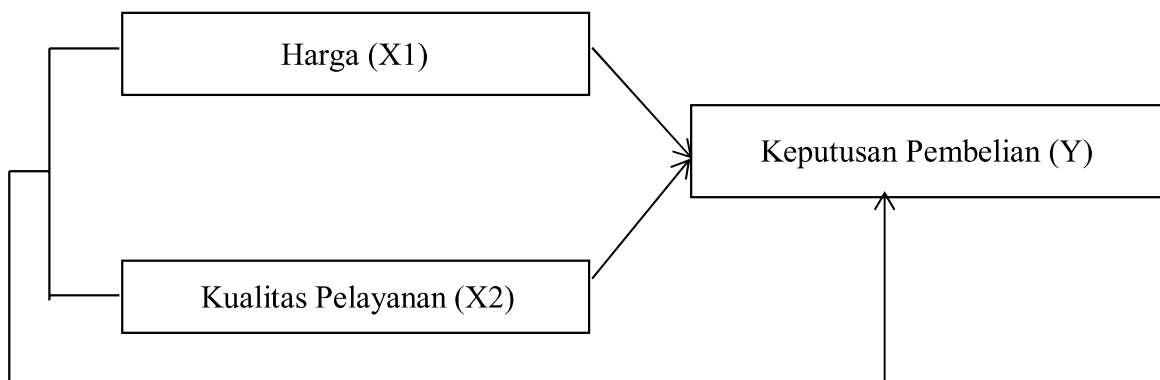 Harga (X1)
Keputusan Pembelian (Y)
Kualitas Pelayanan (X2)